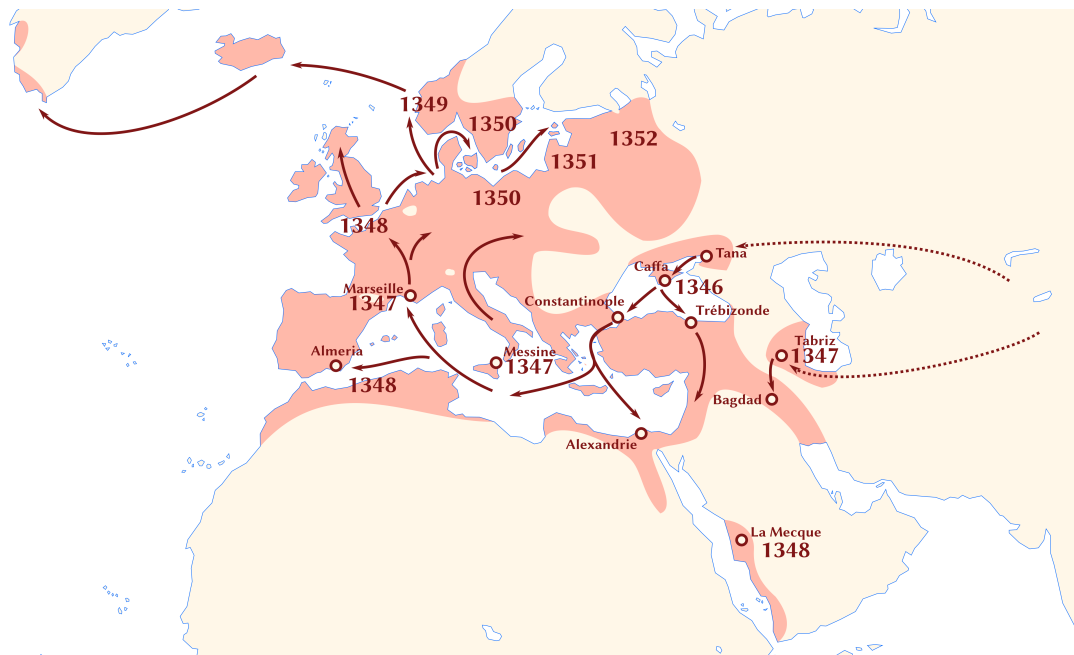 1349
1350
1352
1351
1350
1348
Tana
Caffa
1346
Marseille
1347
Constantinople
Trébizonde
Almeria
1348
Messine
1347
Tabriz
1347
Bagdad
Alexandrie
La Mecque
1348